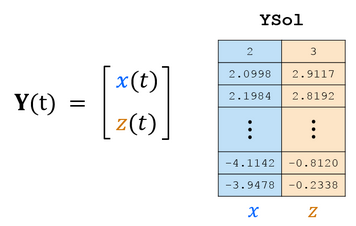 YSol
Y(t) = [x(t)
z(t)]
2 3
2.0998 2.9117
2.1984 2.8192
⋮ ⋮
-4.1142 -0.8120
-3.9478 -0.2338
x z